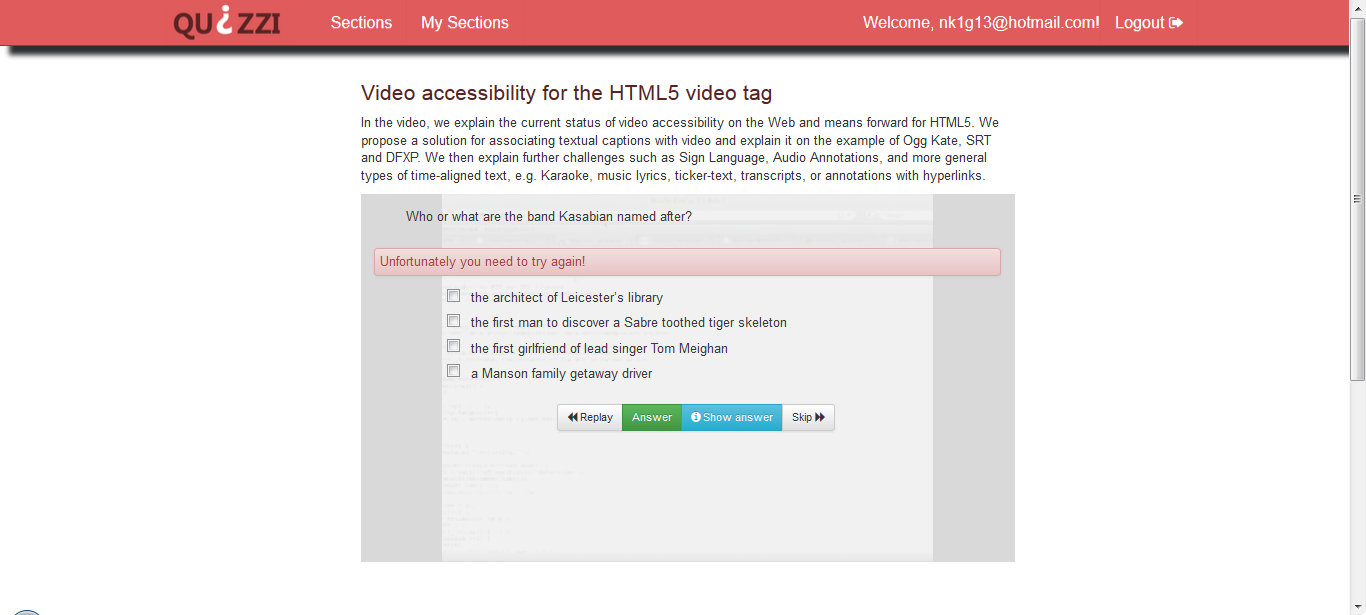 QU¿ZZI Sections My Sections Welcome, nk1g13@hotmail.com! Logout
Video accessibility for the HTML5 video tag
In the video, we explain the current status of video accessibility on the Web and means forward for HTML5. We
propose a solution for associating textual captions with video and explain it on the example of Ogg Kate, SRT
and DFXP. We then explain further challenges such as Sign Language, Audio Annotations, and more general
types of time-aligned text, e.g. Karaoke, music lyrics, ticker-text, transcripts, or annotations with hyperlinks.
Who or what are the band Kasabian named after?
Unfortunately you need to try again!
the architect of Leicester's library
the first man to discover a Sabre toothed tiger skeleton
the first girlfriend of lead singer Tom Meighan
a Manson family getaway driver
Replay Answer Show answer Skip